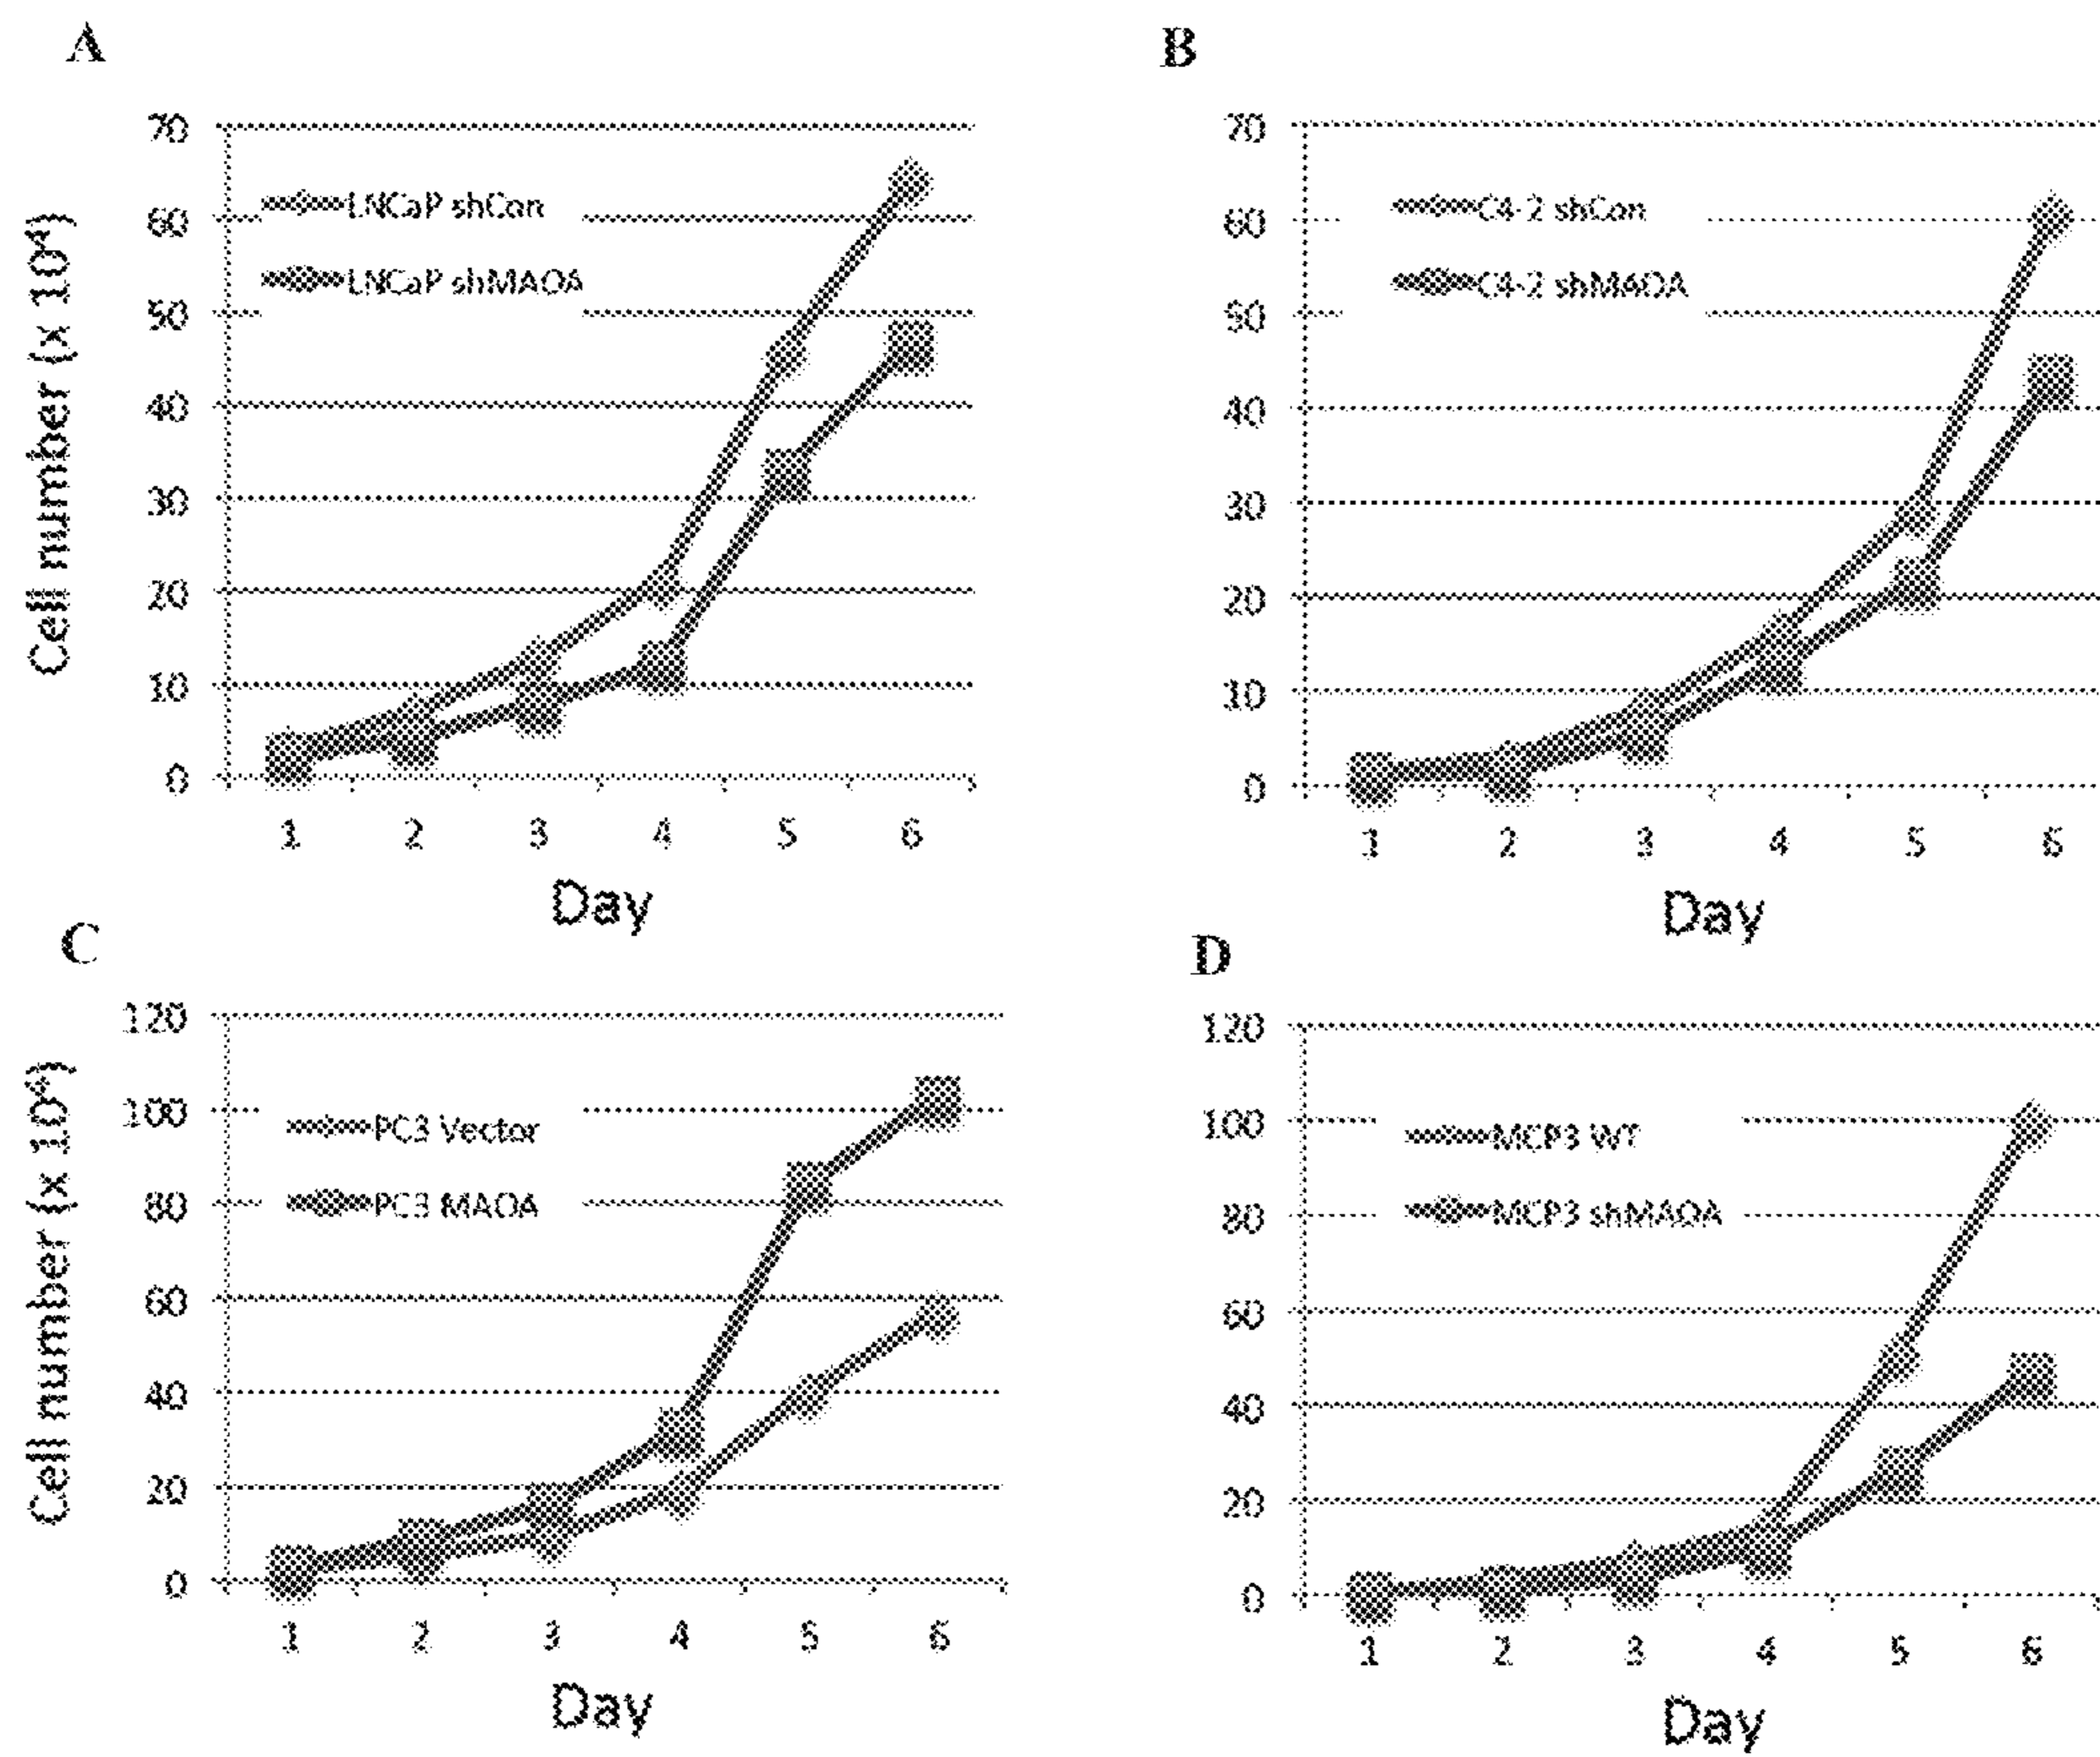 A
Cell number (x 10⁴)
70
60
50
40
30
20
10
0
LNCaP shCon
LNCaP shMAOA
1 2 3 4 5 6
Day
B
70
60
50
40
30
20
10
0
C4-2 shCon
C4-2 shMAOA
1 2 3 4 5 6
Day
C
Cell number (x 10⁴)
120
100
80
60
40
20
0
PC3 Vector
PC3 MAOA
1 2 3 4 5 6
Day
D
120
100
80
60
40
20
0
MCP3 WT
MCP3 shMAOA
1 2 3 4 5 6
Day